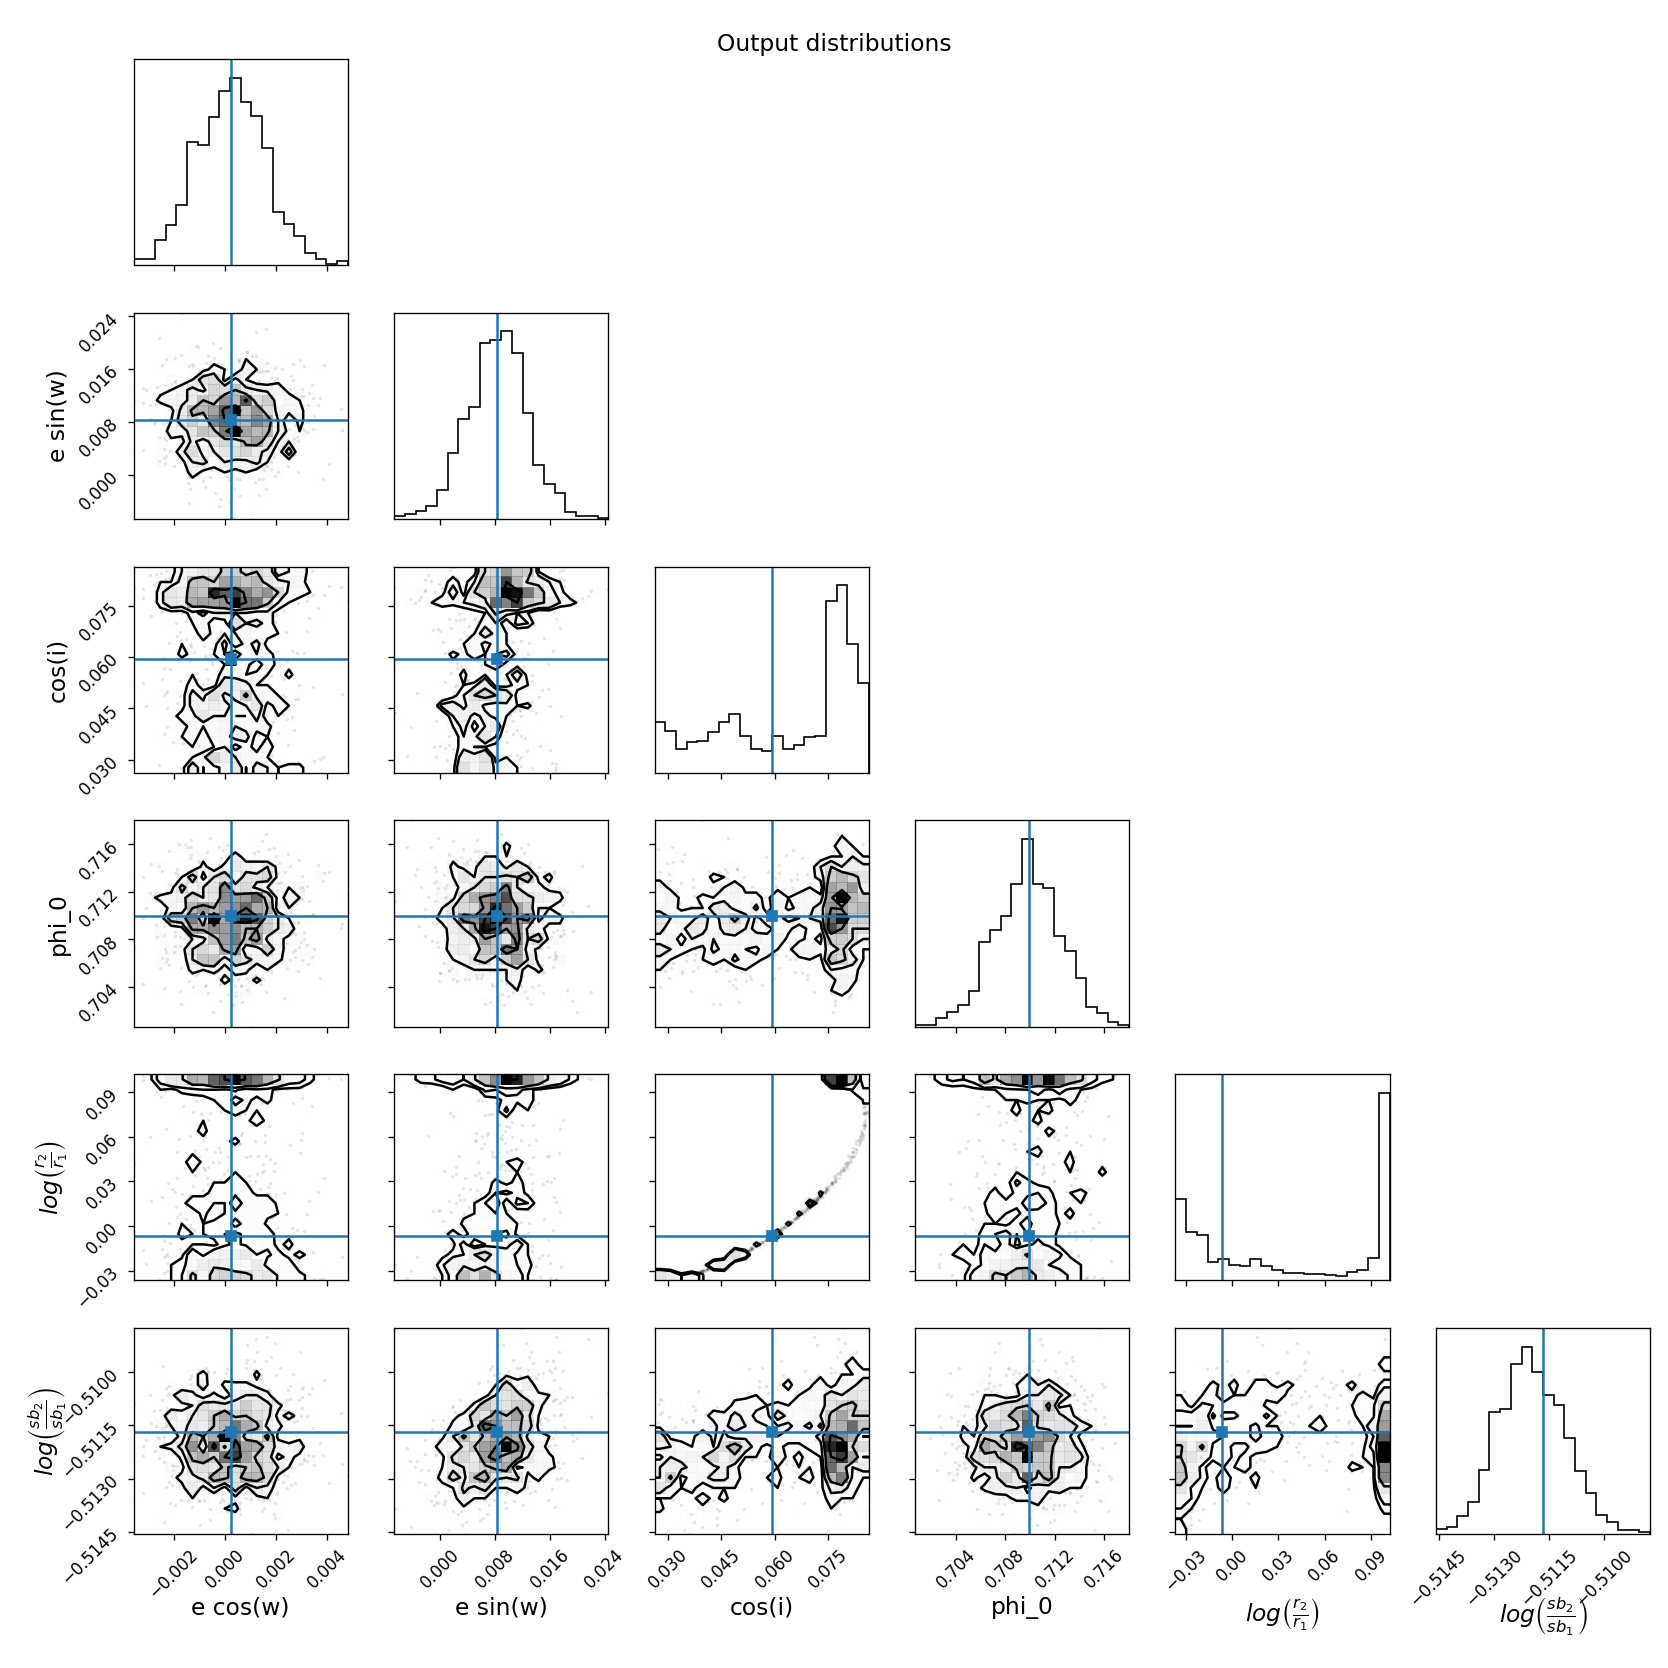 Output distributions
e sin(w)
0.024
0.016
0.008
0.000
cos(i)
0.075
0.060
0.045
0.030
phi_0
0.716
0.712
0.708
0.704
log(r2/r1)
0.09
0.06
0.03
0.00
−0.03
log(sb2/sb1)
−0.5100
−0.5115
−0.5130
−0.5145
−0.002 0.000 0.002 0.004
0.000 0.008 0.016 0.024
0.030 0.045 0.060 0.075
0.704 0.708 0.712 0.716
−0.03 0.00 0.03 0.06 0.09
−0.5145 −0.5130 −0.5115 −0.5100
e cos(w)
e sin(w)
cos(i)
phi_0
log(r2/r1)
log(sb2/sb1)